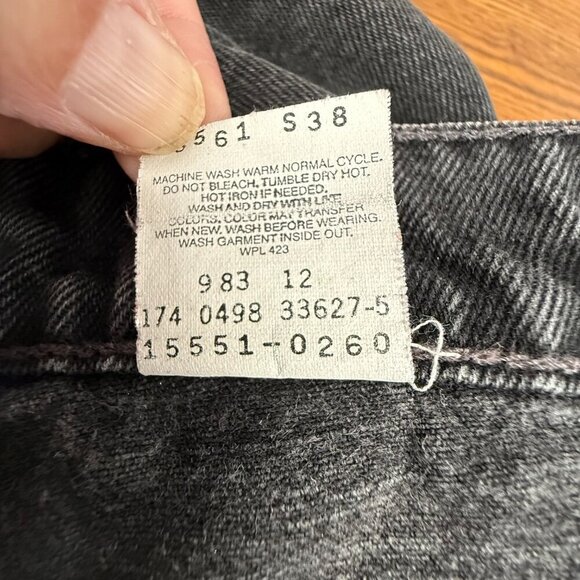 561 S38
MACHINE WASH WARM NORMAL CYCLE.
DO NOT BLEACH. TUMBLE DRY HOT.
HOT IRON IF NEEDED.
WASH AND DRY WITH LIKE
COLORS. COLOR MAY TRANSFER
WHEN NEW. WASH BEFORE WEARING.
WASH GARMENT INSIDE OUT.
WPL 423
983 12
174 0498 33627-5
15551-0260